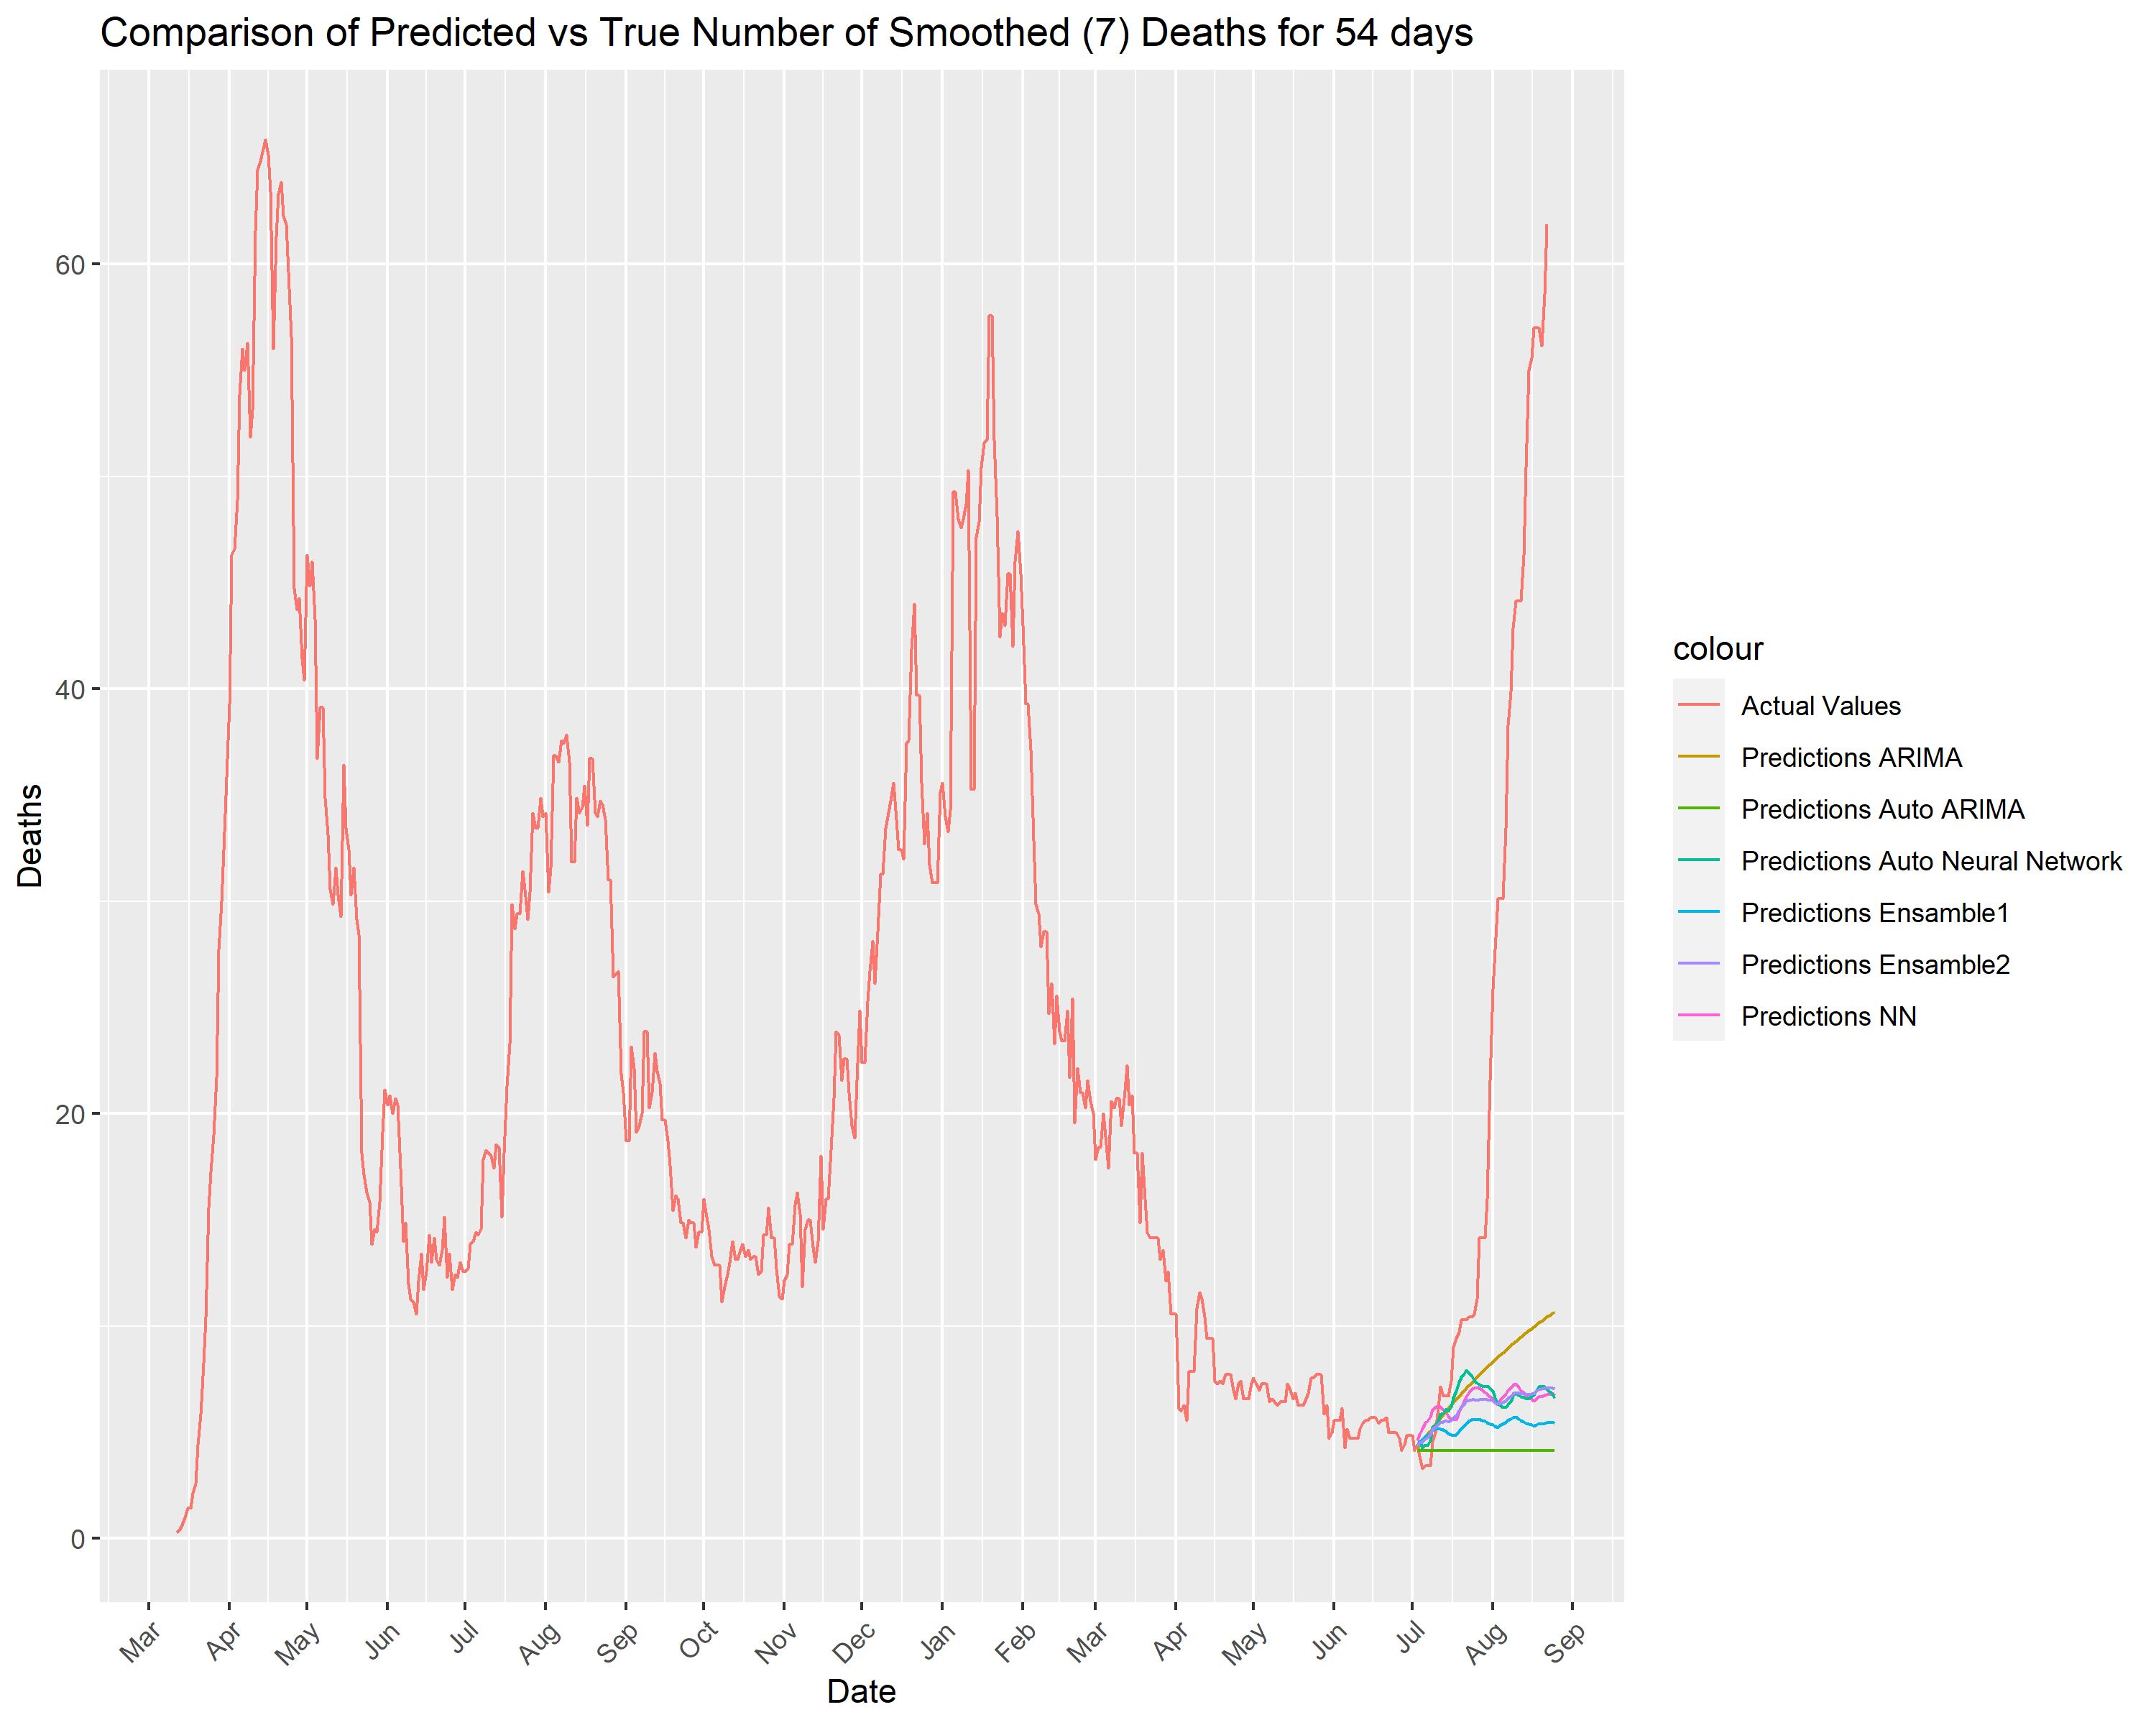 Comparison of Predicted vs True Number of Smoothed (7) Deaths for 54 days
60
40
20
0
Deaths
Mar Apr May Jun Jul Aug Sep Oct Nov Dec Jan Feb Mar Apr May Jun Jul Aug Sep
Date
colour
Actual Values
Predictions ARIMA
Predictions Auto ARIMA
Predictions Auto Neural Network
Predictions Ensamble1
Predictions Ensamble2
Predictions NN